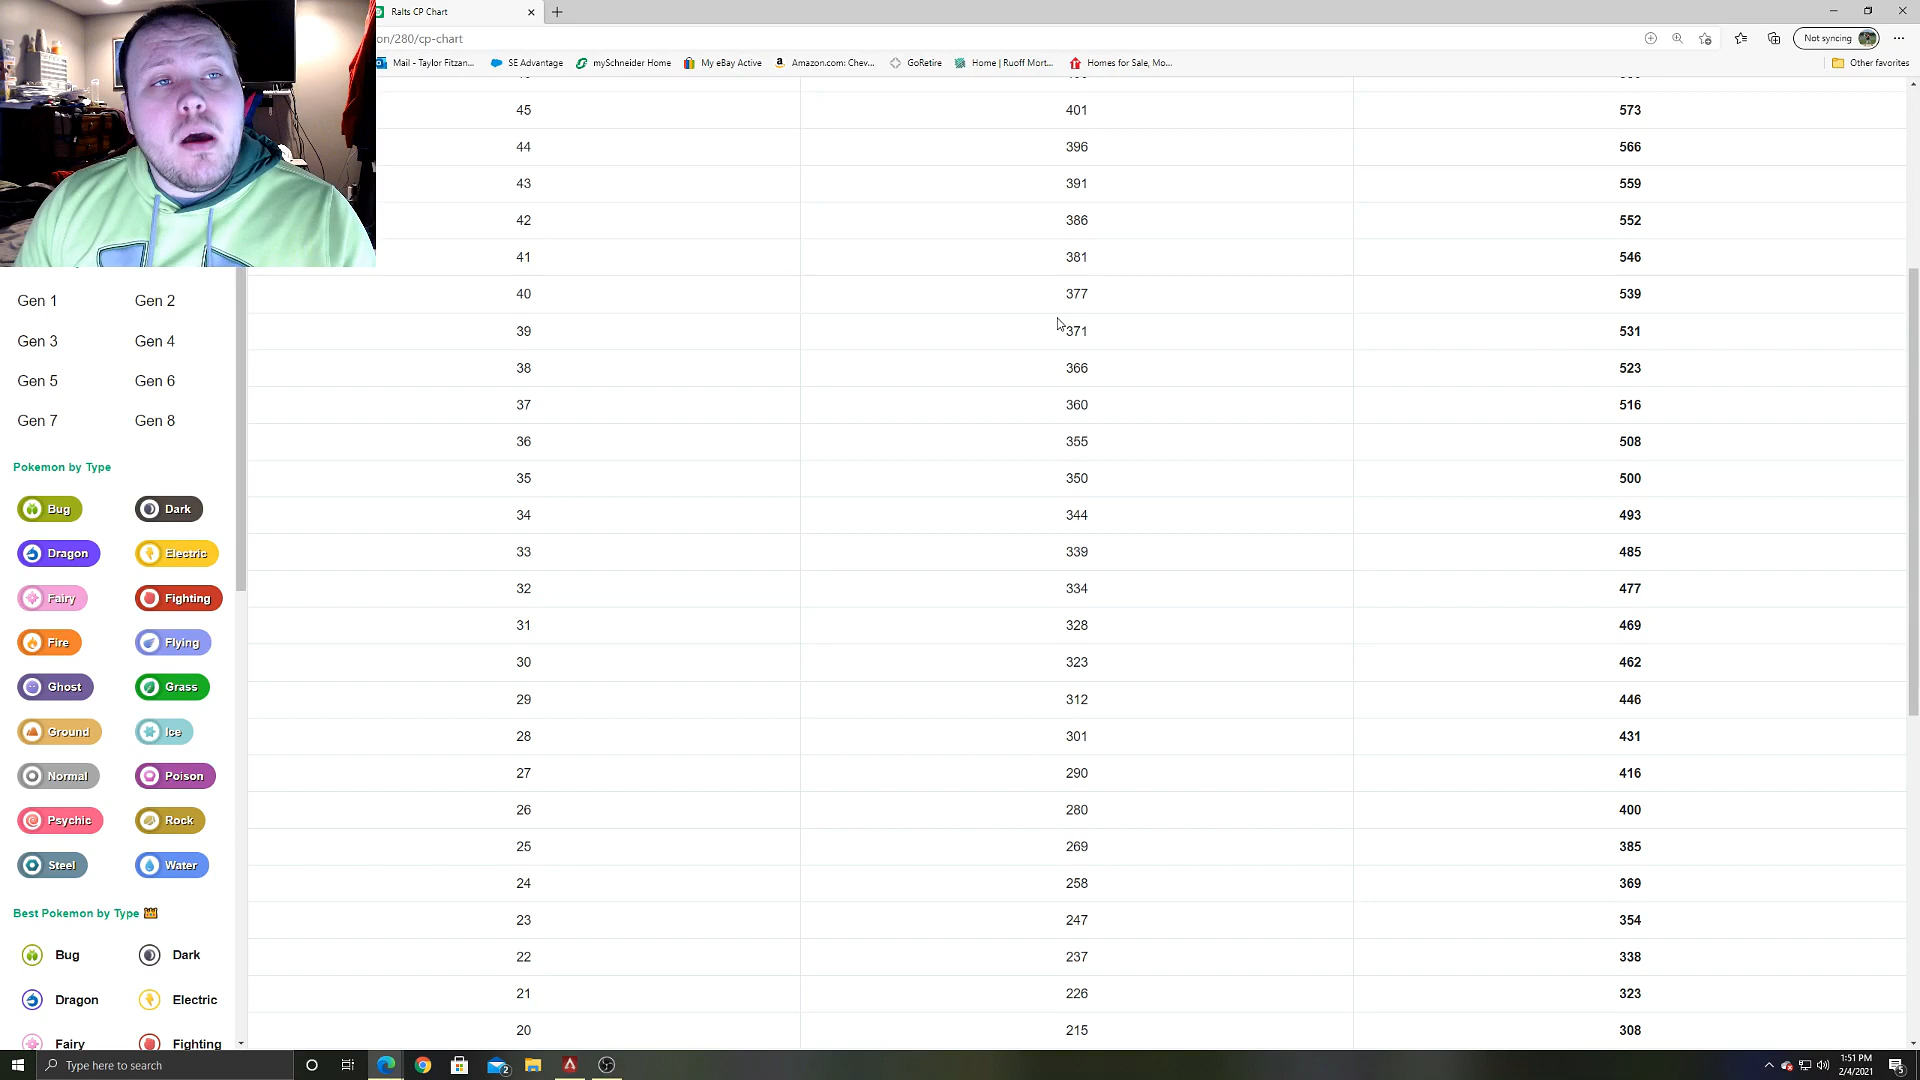 Ralts CP Chart
on/280/cp-chart
Not syncing
Mail - Taylor Fitzan... SE Advantage mySchneider Home My eBay Active Amazon.com: Chev... GoRetire Home | Ruoff Mort... Homes for Sale, Mo... Other favorites
45 401 573
44 396 566
43 391 559
42 386 552
41 381 546
40 377 539
39 371 531
38 366 523
37 360 516
36 355 508
35 350 500
34 344 493
33 339 485
32 334 477
31 328 469
30 323 462
29 312 446
28 301 431
27 290 416
26 280 400
25 269 385
24 258 369
23 247 354
22 237 338
21 226 323
20 215 308
Gen 1 Gen 2
Gen 3 Gen 4
Gen 5 Gen 6
Gen 7 Gen 8
Pokemon by Type
Bug Dark
Dragon Electric
Fairy Fighting
Fire Flying
Ghost Grass
Ground Ice
Normal Poison
Psychic Rock
Steel Water
Best Pokemon by Type
Bug Dark
Dragon Electric
Fairy Fighting
Type here to search
2
1:51 PM
2/4/2021
5